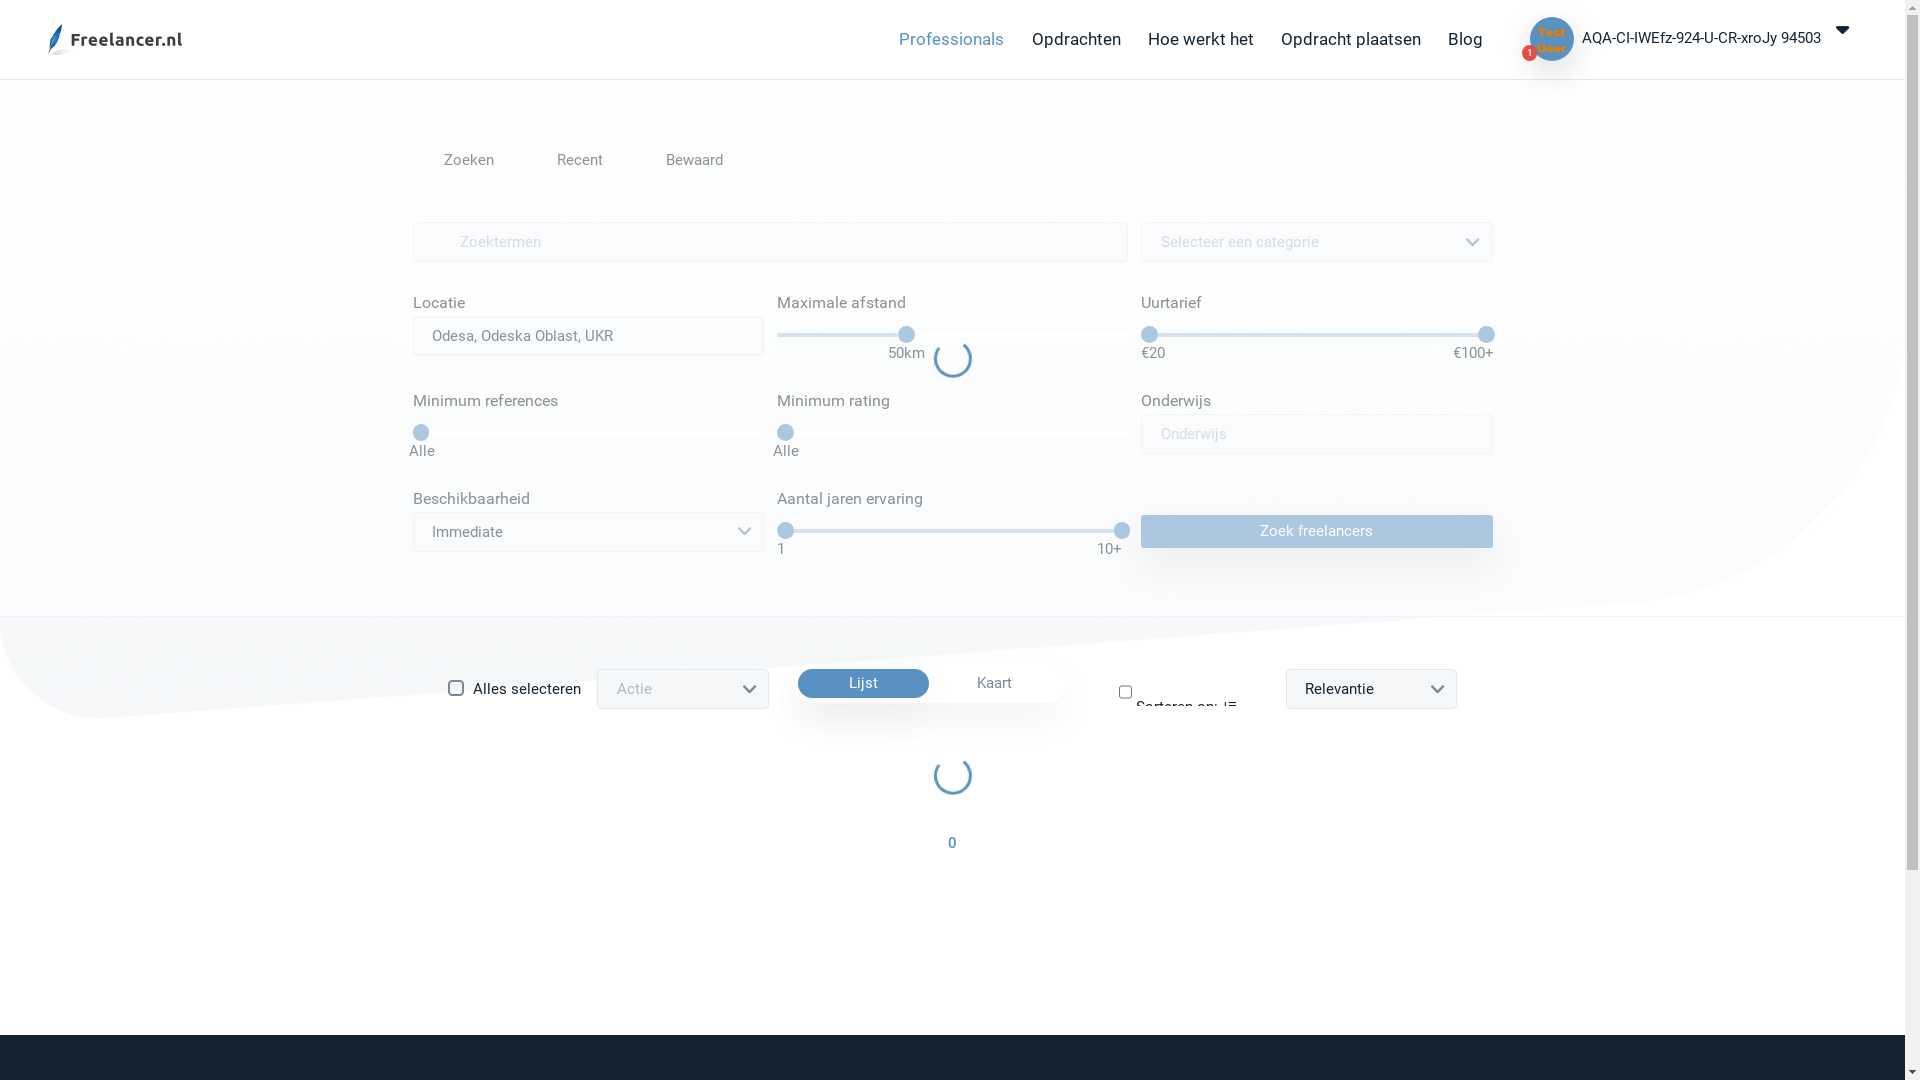 Freelancer.nl
Professionals
Opdrachten
Hoe werkt het
Opdracht plaatsen
Blog
Test
User
1
AQA-CI-IWEfz-924-U-CR-xroJy 94503
Zoeken
Recent
Bewaard
Zoektermen
Selecteer een categorie
Locatie
Maximale afstand
Uurtarief
Odesa, Odeska Oblast, UKR
50km
€20
€100+
Minimum references
Minimum rating
Onderwijs
Alle
Alle
Onderwijs
Beschikbaarheid
Aantal jaren ervaring
Immediate
1
10+
Zoek freelancers
Alles selecteren
Actie
Lijst
Kaart
Sorteren op:
Relevantie
0